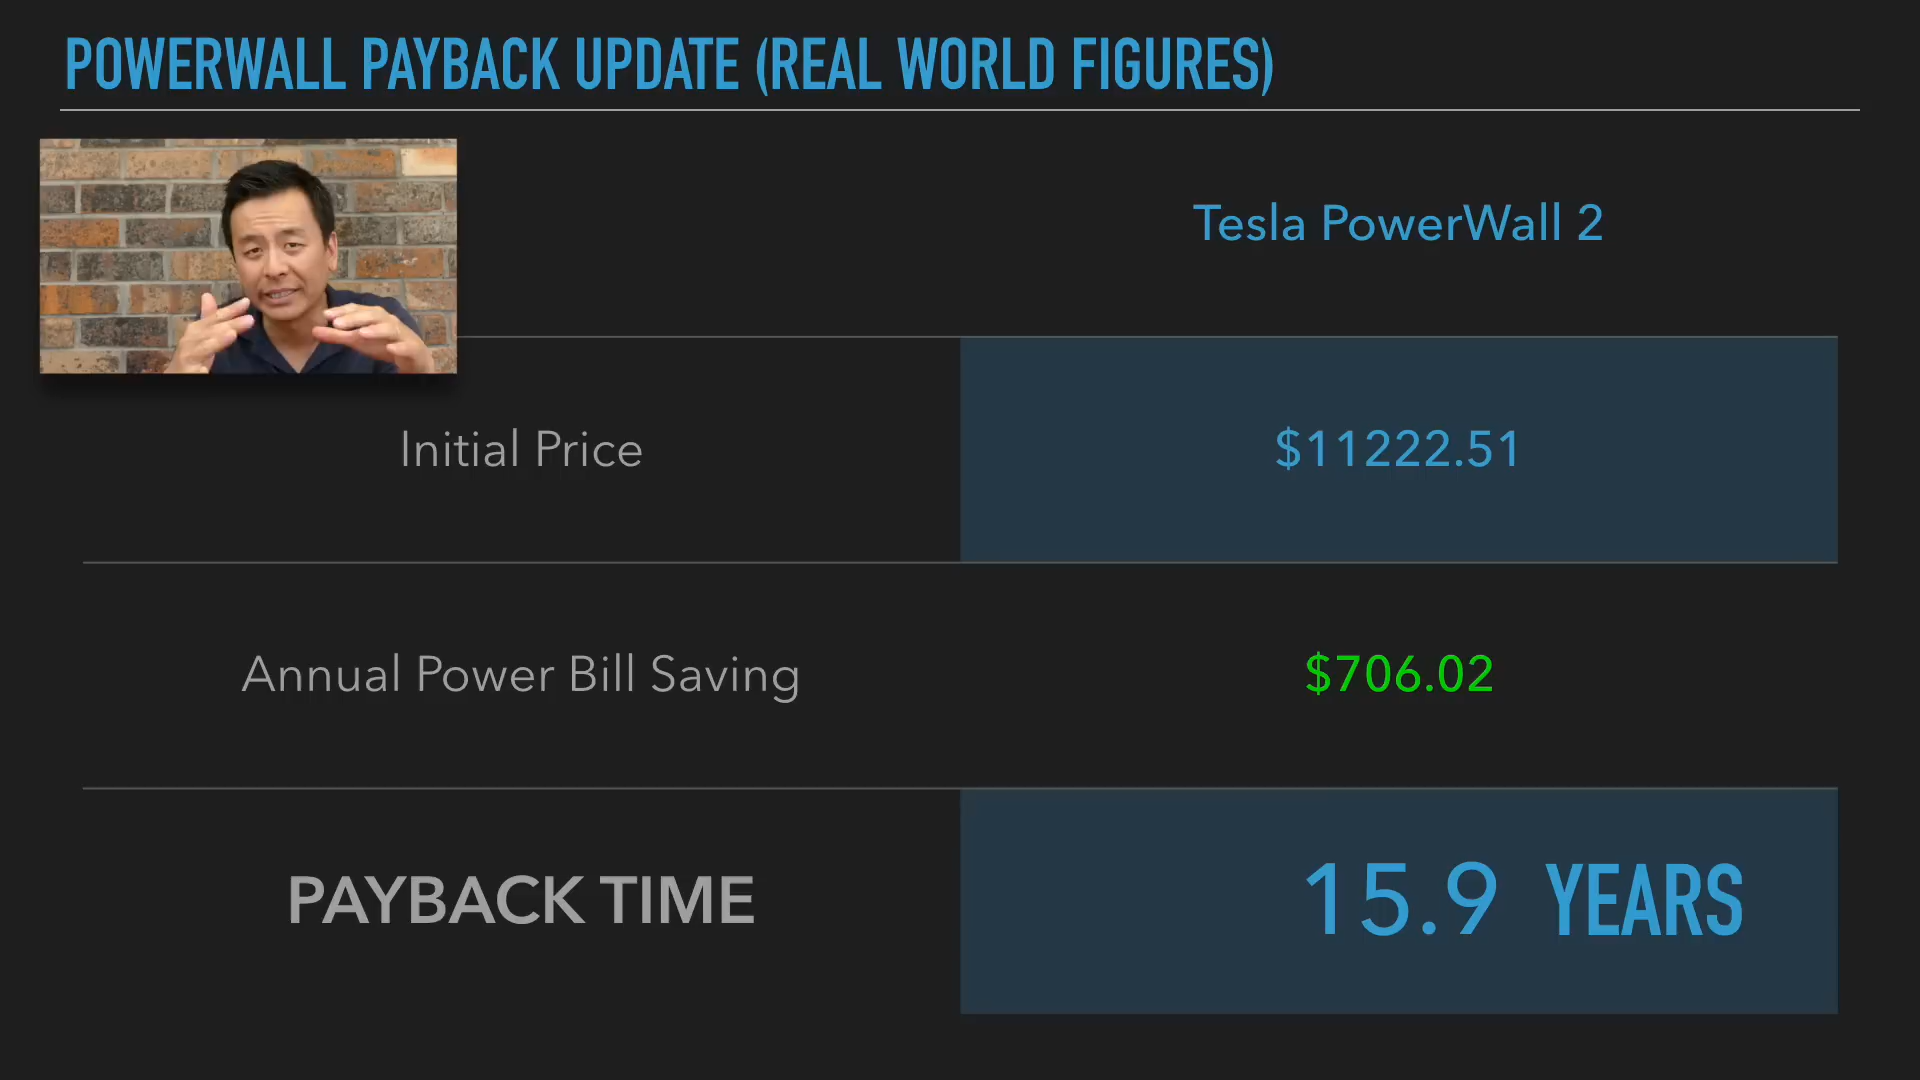 POWERWALL PAYBACK UPDATE (REAL WORLD FIGURES)
Tesla PowerWall 2
Initial Price
$11222.51
Annual Power Bill Saving
$706.02
PAYBACK TIME
15.9 YEARS